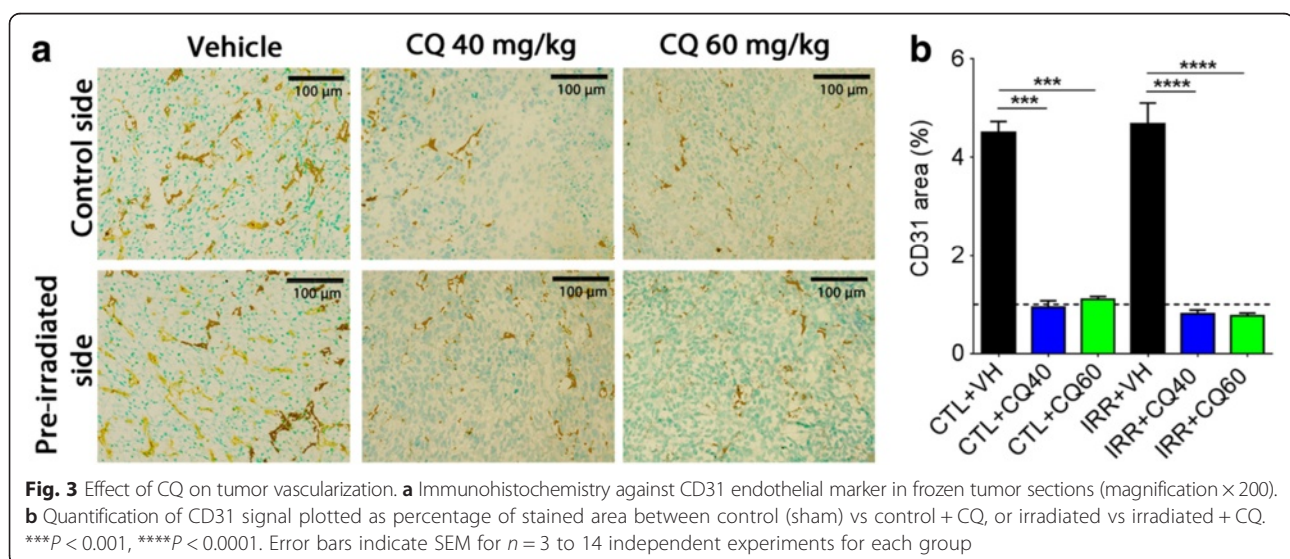 a
Vehicle CQ 40 mg/kg CQ 60 mg/kg
Control side
100 µm 100 µm 100 µm
Pre-irradiated
side
100 µm 100 µm 100 µm
b
CD31 area (%)
6
4
2
0
*** *** **** ****
CTL+VH
CTL+CQ40
CTL+CQ60
IRR+VH
IRR+CQ40
IRR+CQ60
Fig. 3 Effect of CQ on tumor vascularization. a Immunohistochemistry against CD31 endothelial marker in frozen tumor sections (magnification × 200).
b Quantification of CD31 signal plotted as percentage of stained area between control (sham) vs control + CQ, or irradiated vs irradiated + CQ.
***P < 0.001, ****P < 0.0001. Error bars indicate SEM for n = 3 to 14 independent experiments for each group